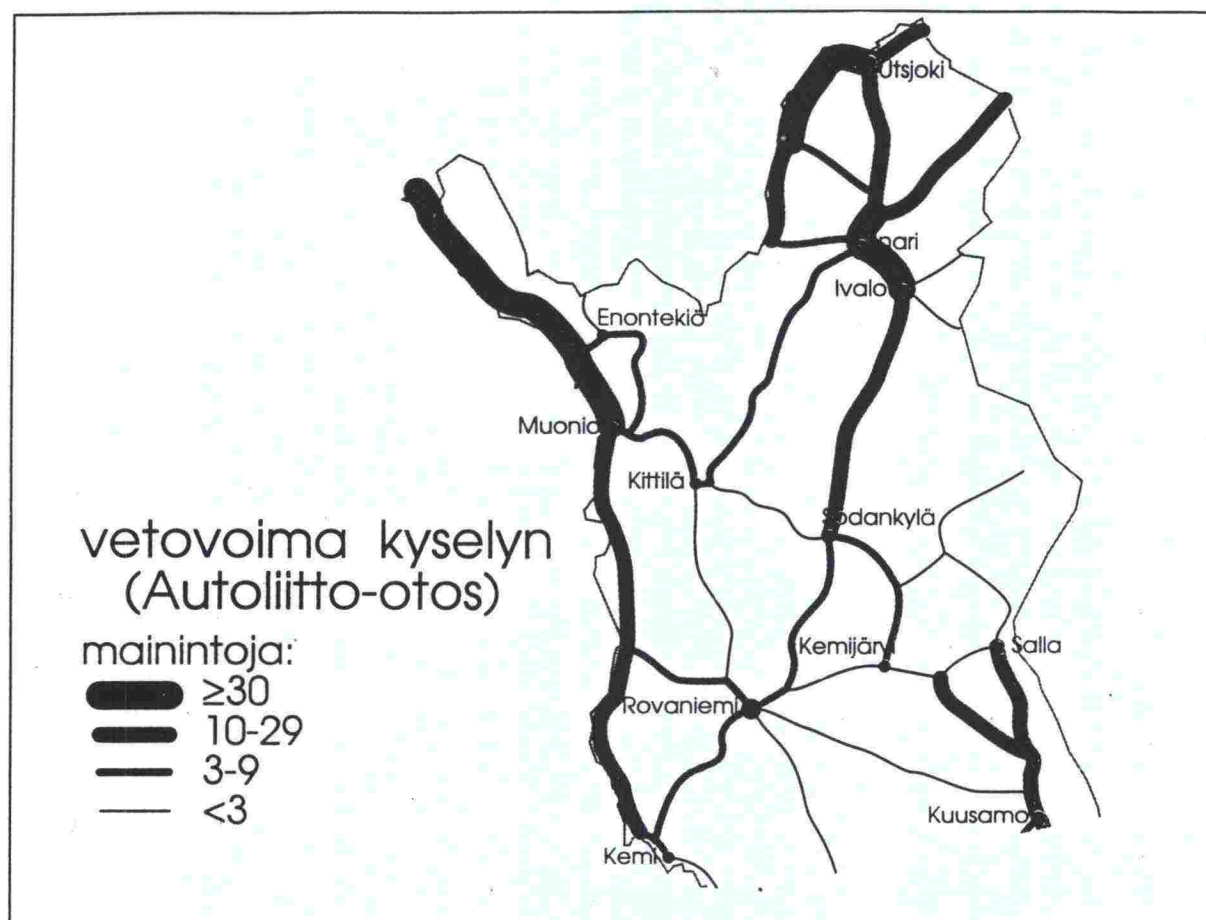 Utsjoki
Inari
Ivalo
Enontekiö
Muonio
Kittilä
Sodankylä
vetovoima kyselyn
(Autoliitto-otos)
mainintoja:
≥30
10-29
3-9
<3
Kemijärvi
Salla
Rovaniemi
Kuusamo
Kemi